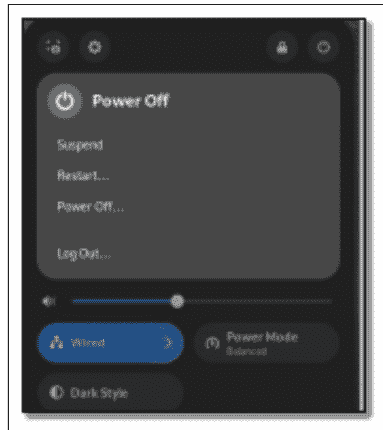 Power Off
Suspend
Restart...
Power Off...
Log Out...
Wired
Power Mode
Balanced
Dark Style